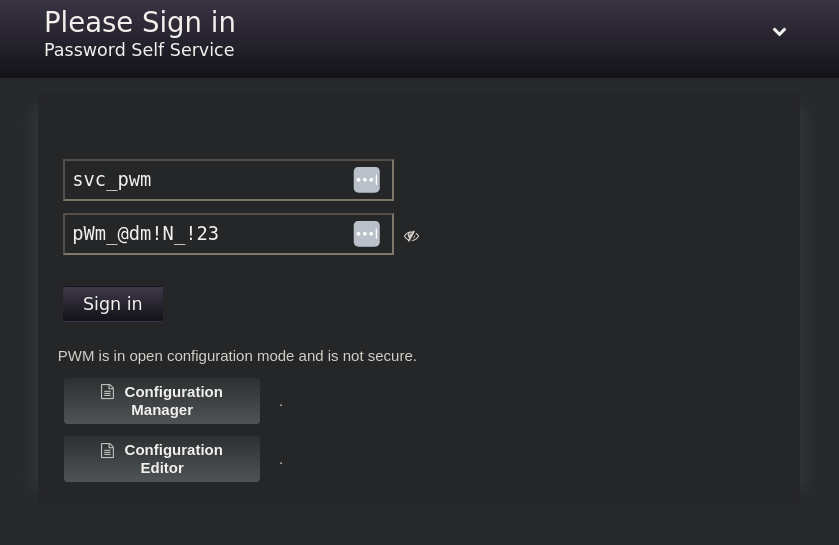 Please Sign in
Password Self Service
svc_pwm
pWm_@dm!N_!23
Sign in
PWM is in open configuration mode and is not secure.
Configuration
Manager
.
Configuration
Editor
.